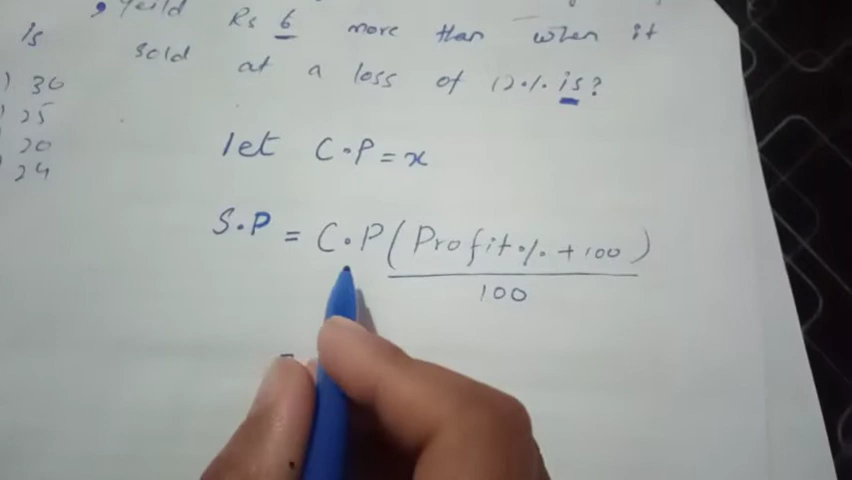 , yeild Rs 6 more than when it
Is sold at a loss of 12% is?
) 30
) 25
) 20
) 24
let C.P = x
S.P = C.P (Profit% + 100)
100